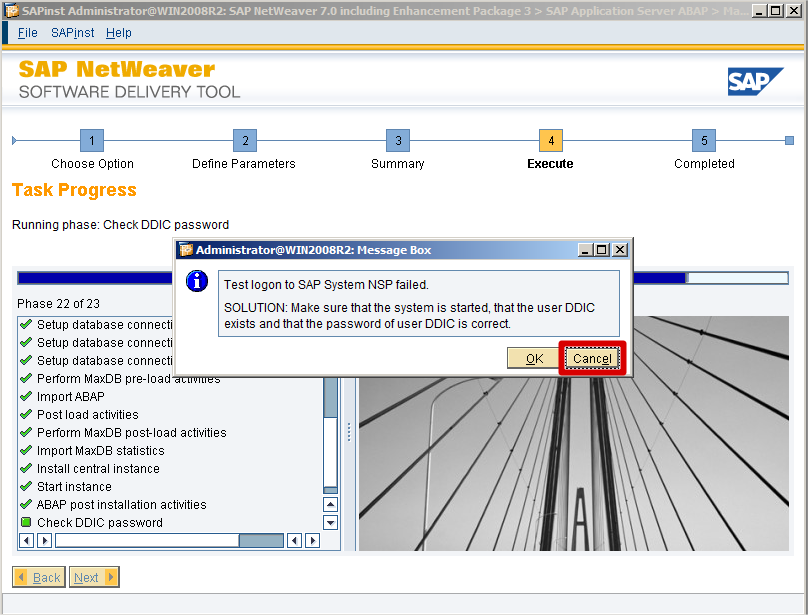 SAPinst Administrator@WIN2008R2: SAP NetWeaver 7.0 including Enhancement Package 3 > SAP Application Server ABAP > Ma...
File SAPinst Help
SAP NetWeaver
SOFTWARE DELIVERY TOOL
SAP
1 2 3 4 5
Choose Option Define Parameters Summary Execute Completed
Task Progress
Running phase: Check DDIC password
Administrator@WIN2008R2: Message Box
Test logon to SAP System NSP failed.
SOLUTION: Make sure that the system is started, that the user DDIC
exists and that the password of user DDIC is correct.
OK Cancel
Phase 22 of 23
Setup database connecti
Setup database connecti
Setup database connecti
Perform MaxDB pre-load activities
Import ABAP
Post load activities
Perform MaxDB post-load activities
Import MaxDB statistics
Install central instance
Start instance
ABAP post installation activities
Check DDIC password
Back Next